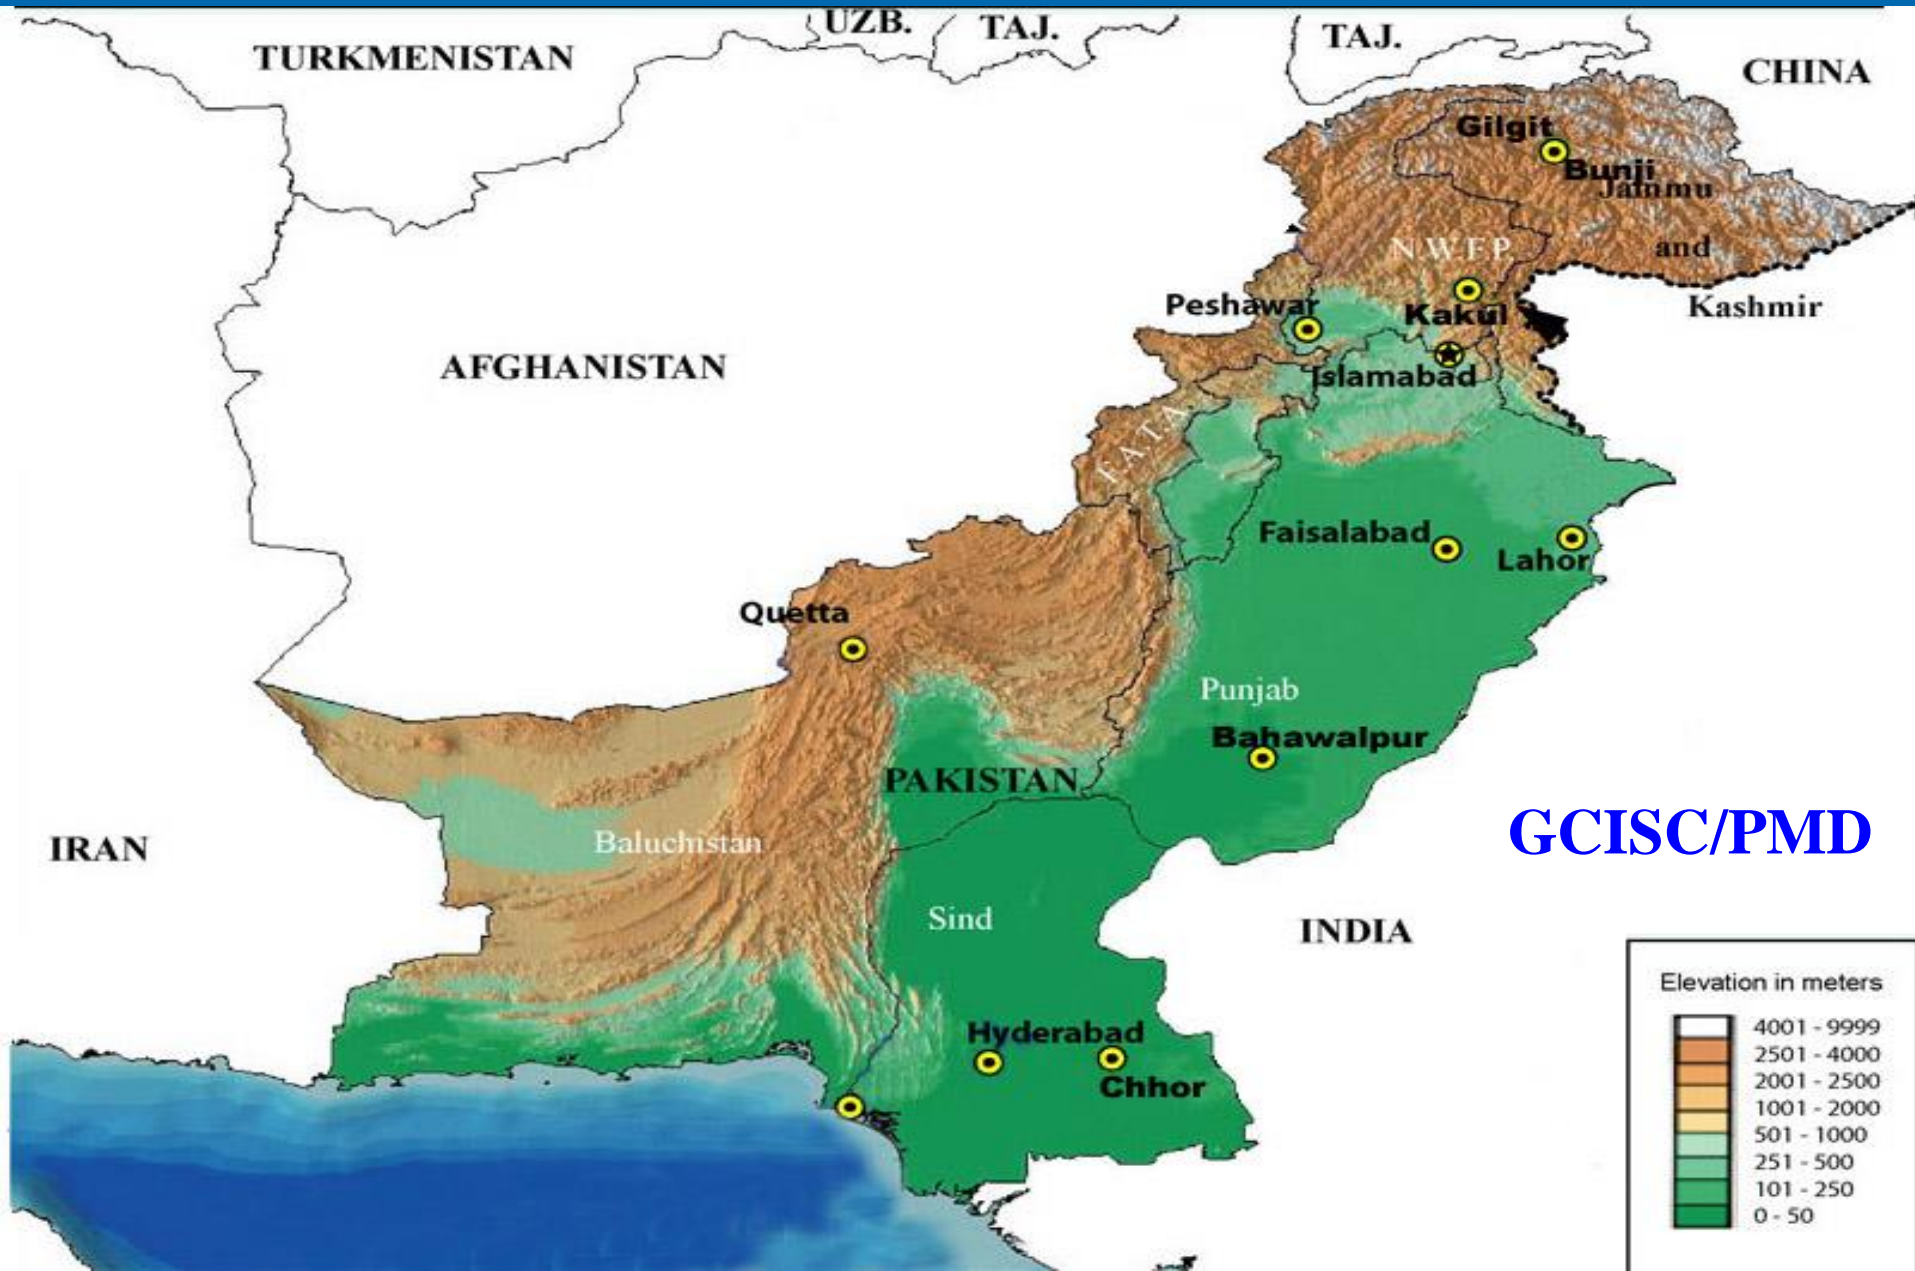 UZB.
TAJ.
TAJ.
TURKMENISTAN
CHINA
Gilgit
Bunji
Jammu
N.W.F.P.
and
Peshawar
Kakul
Kashmir
AFGHANISTAN
Islamabad
F.A.T.A.
Faisalabad
Lahor
Quetta
Punjab
Bahawalpur
PAKISTAN
GCISC/PMD
Baluchistan
IRAN
Sind
INDIA
Elevation in meters
4001 - 9999
2501 - 4000
2001 - 2500
1001 - 2000
501 - 1000
251 - 500
101 - 250
0 - 50
Hyderabad
Chhor